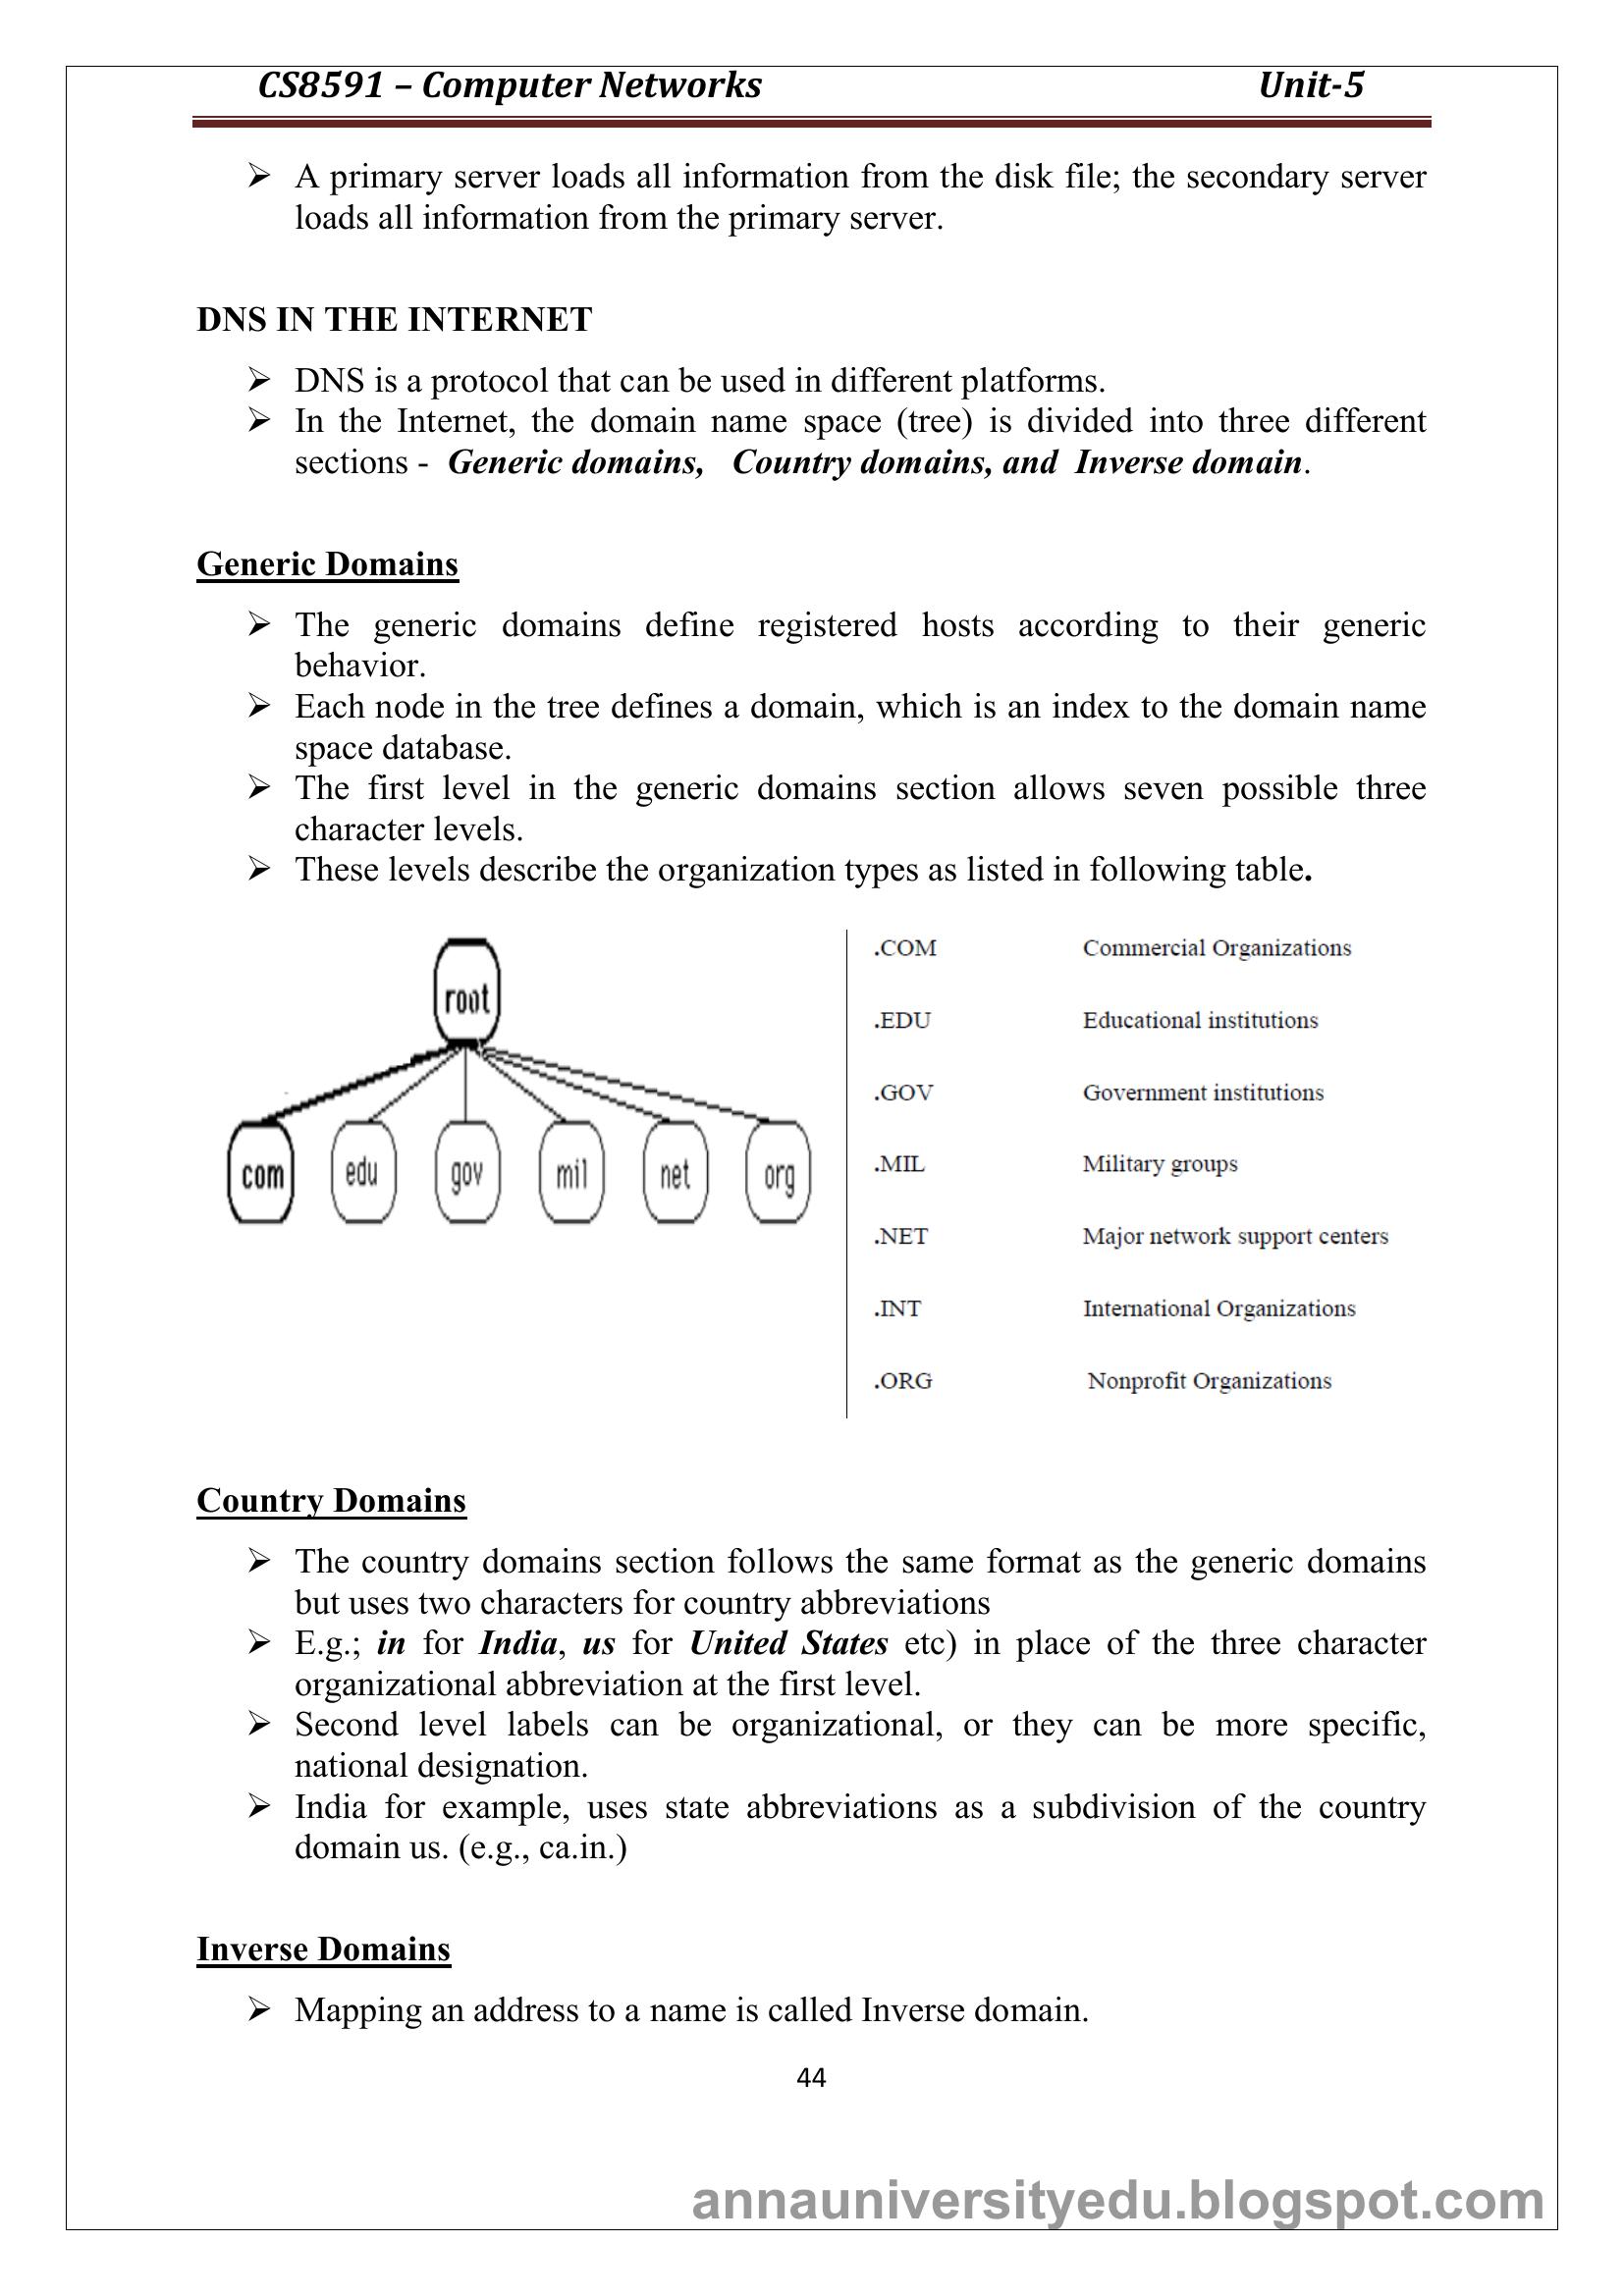 CS8591 – Computer Networks Unit-5
➢ A primary server loads all information from the disk file; the secondary server
loads all information from the primary server.
DNS IN THE INTERNET
➢ DNS is a protocol that can be used in different platforms.
➢ In the Internet, the domain name space (tree) is divided into three different
sections - Generic domains, Country domains, and Inverse domain.
Generic Domains
➢ The generic domains define registered hosts according to their generic
behavior.
➢ Each node in the tree defines a domain, which is an index to the domain name
space database.
➢ The first level in the generic domains section allows seven possible three
character levels.
➢ These levels describe the organization types as listed in following table.
root
com edu gov mil net org
.COM Commercial Organizations
.EDU Educational institutions
.GOV Government institutions
.MIL Military groups
.NET Major network support centers
.INT International Organizations
.ORG Nonprofit Organizations
Country Domains
➢ The country domains section follows the same format as the generic domains
but uses two characters for country abbreviations
➢ E.g.; in for India, us for United States etc) in place of the three character
organizational abbreviation at the first level.
➢ Second level labels can be organizational, or they can be more specific,
national designation.
➢ India for example, uses state abbreviations as a subdivision of the country
domain us. (e.g., ca.in.)
Inverse Domains
➢ Mapping an address to a name is called Inverse domain.
44
annauniversityedu.blogspot.com